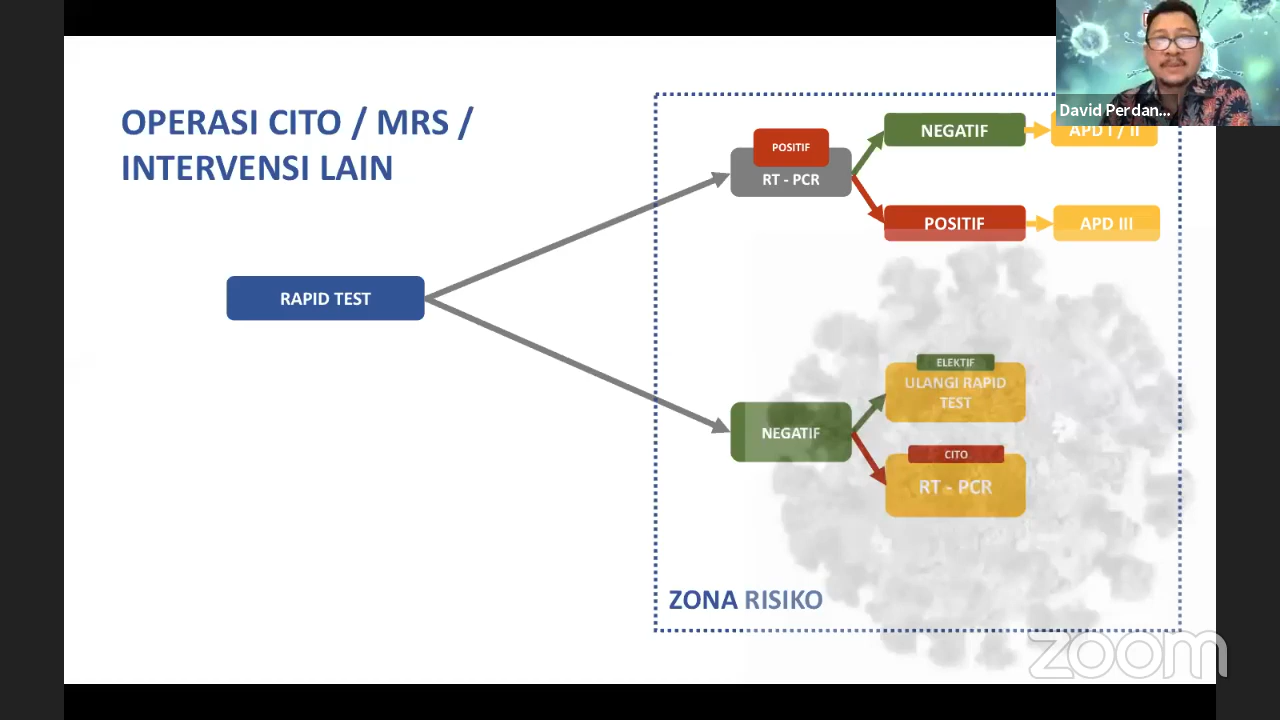 David Perdan...
OPERASI CITO / MRS /
INTERVENSI LAIN
RAPID TEST
POSITIF
RT - PCR
NEGATIF
APD I / II
POSITIF
APD III
NEGATIF
ELEKTIF
ULANGI RAPID
TEST
CITO
RT - PCR
ZONA RISIKO
zoom